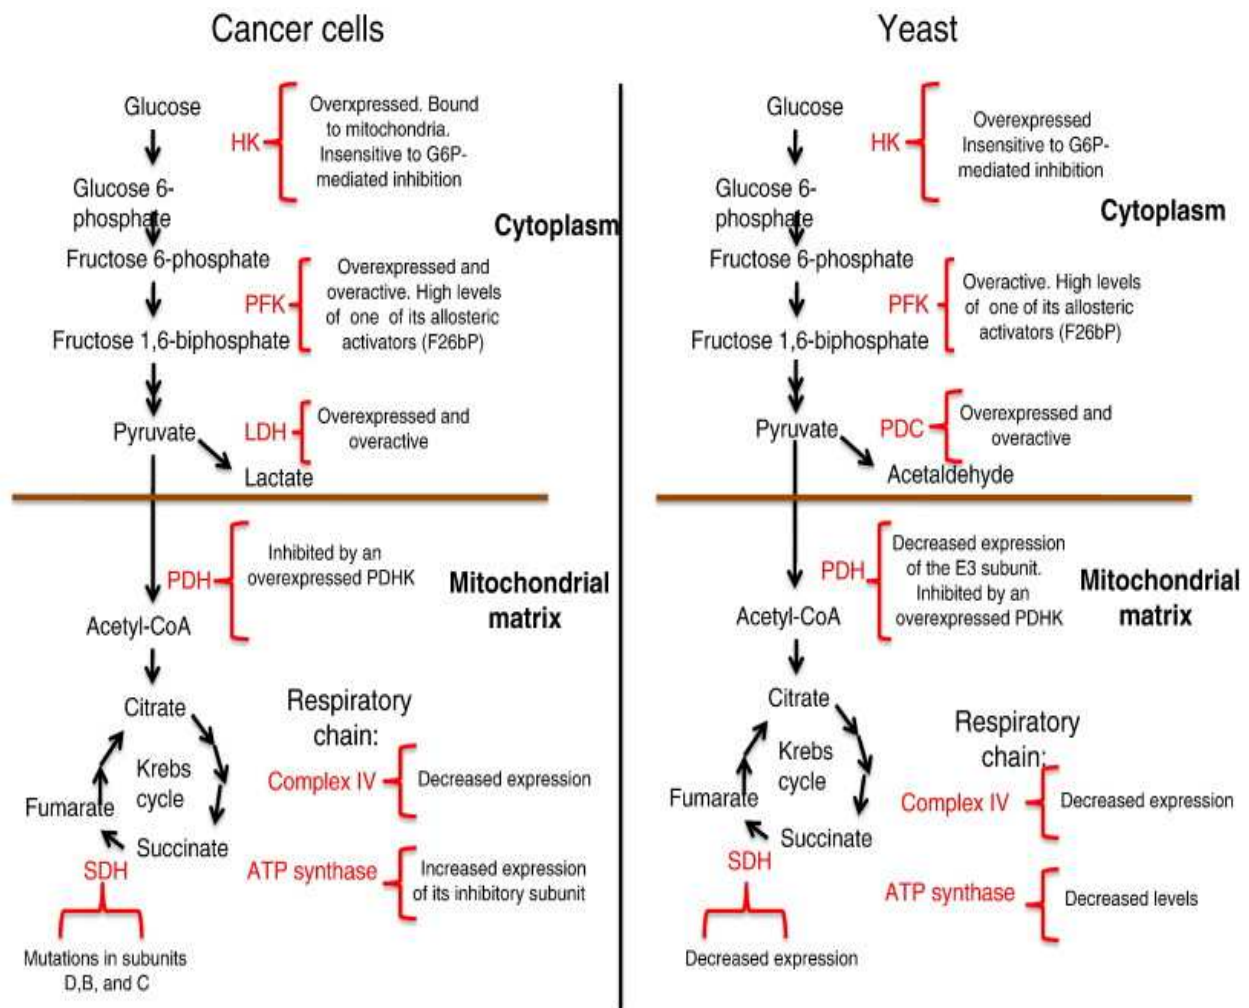 Cancer cells
Glucose
HK
Overxpressed. Bound
to mitochondria.
Insensitive to G6P-
mediated inhibition
Glucose 6-
phosphate
Cytoplasm
Fructose 6-phosphate
PFK
Overexpressed and
overactive. High levels
of one of its allosteric
activators (F26bP)
Fructose 1,6-biphosphate
Pyruvate
LDH
Overexpressed and
overactive
Lactate
PDH
Inhibited by an
overexpressed PDHK
Mitochondrial
matrix
Acetyl-CoA
Citrate
Krebs
cycle
Fumarate
Succinate
SDH
Mutations in subunits
D,B, and C
Respiratory
chain:
Complex IV
Decreased expression
ATP synthase
Increased expression
of its inhibitory subunit
Yeast
Glucose
HK
Overexpressed
Insensitive to G6P-
mediated inhibition
Glucose 6-
phosphate
Cytoplasm
Fructose 6-phosphate
PFK
Overactive. High levels
of one of its allosteric
activators (F26bP)
Fructose 1,6-biphosphate
Pyruvate
PDC
Overexpressed and
overactive
Acetaldehyde
PDH
Decreased expression
of the E3 subunit.
Inhibited by an
overexpressed PDHK
Mitochondrial
matrix
Acetyl-CoA
Citrate
Krebs
cycle
Fumarate
Succinate
SDH
Decreased expression
Respiratory
chain:
Complex IV
Decreased expression
ATP synthase
Decreased levels